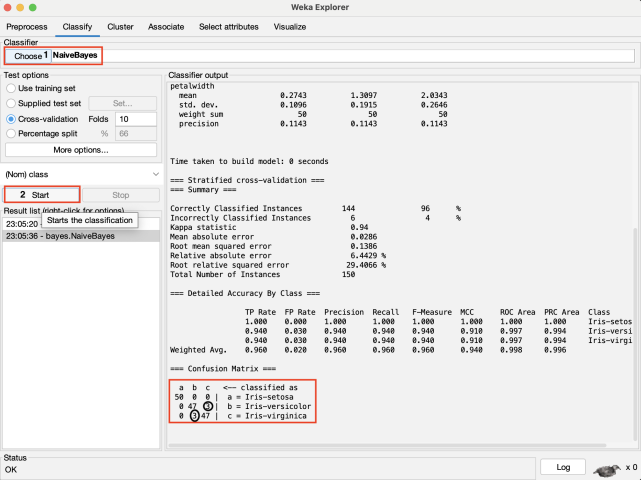 Weka Explorer
Preprocess Classify Cluster Associate Select attributes Visualize
Classifier
Choose 1 NaiveBayes
Test options
Use training set
Supplied test set Set...
Cross-validation Folds 10
Percentage split % 66
More options...
(Nom) class
2 Start Stop
Result list (right-click for options)
23:05:20 -
Starts the classification
23:05:36 - bayes.NaiveBayes
Classifier output
petalwidth
mean 0.2743 1.3097 2.0343
std. dev. 0.1096 0.1915 0.2646
weight sum 50 50 50
precision 0.1143 0.1143 0.1143
Time taken to build model: 0 seconds
=== Stratified cross-validation ===
=== Summary ===
Correctly Classified Instances 144 96 %
Incorrectly Classified Instances 6 4 %
Kappa statistic 0.94
Mean absolute error 0.0286
Root mean squared error 0.1386
Relative absolute error 6.4429 %
Root relative squared error 29.4066 %
Total Number of Instances 150
=== Detailed Accuracy By Class ===
TP Rate FP Rate Precision Recall F-Measure MCC ROC Area PRC Area Class
1.000 0.000 1.000 1.000 1.000 1.000 1.000 1.000 Iris-setos
0.940 0.030 0.940 0.940 0.940 0.910 0.997 0.994 Iris-versi
0.940 0.030 0.940 0.940 0.940 0.910 0.997 0.994 Iris-virgi
Weighted Avg. 0.960 0.020 0.960 0.960 0.960 0.940 0.998 0.996
=== Confusion Matrix ===
a b c <-- classified as
50 0 0 | a = Iris-setosa
0 47 3 | b = Iris-versicolor
0 3 47 | c = Iris-virginica
Status
OK
Log
x 0